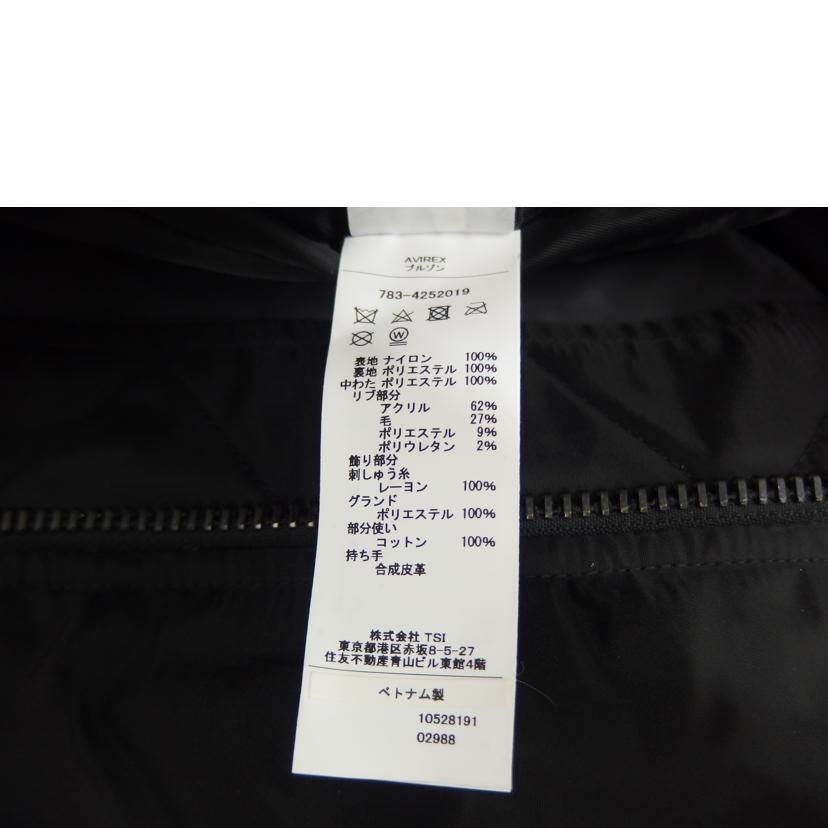 AVIREX
ブルゾン
783-4252019
W
表地 ナイロン 100%
裏地 ポリエステル 100%
中わた ポリエステル 100%
リブ部分
アクリル 62%
毛 27%
ポリエステル 9%
ポリウレタン 2%
飾り部分
刺しゅう糸
レーヨン 100%
グランド
ポリエステル 100%
部分使い
コットン 100%
持ち手
合成皮革
株式会社 TSI
東京都港区赤坂8-5-27
住友不動産青山ビル東館4階
ベトナム製
10528191
02988